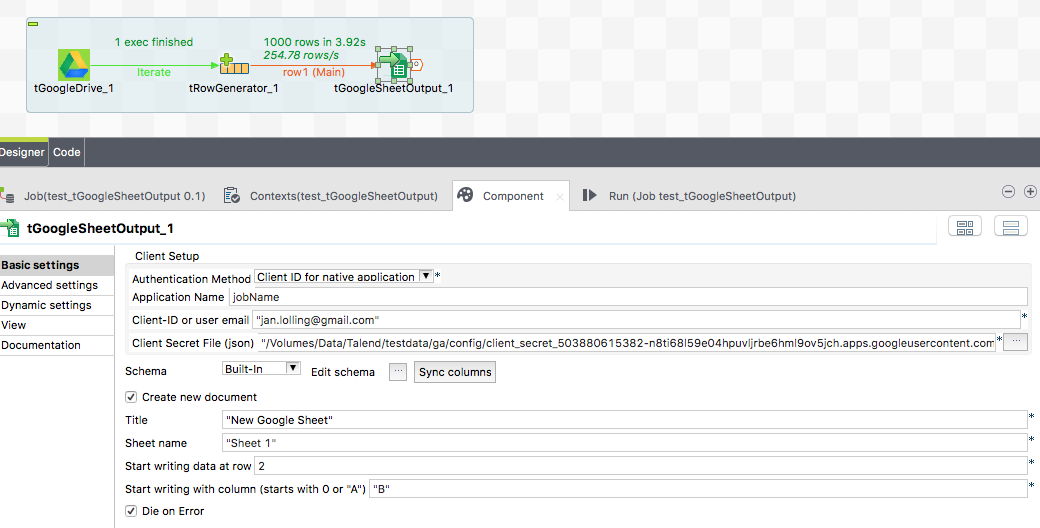 1 exec finished
1000 rows in 3.92s
254.78 rows/s
Iterate
row1 (Main)
tGoogleDrive_1
tRowGenerator_1
tGoogleSheetOutput_1
Designer
Code
Job(test_tGoogleSheetOutput 0.1)
Contexts(test_tGoogleSheetOutput)
Component
Run (Job test_tGoogleSheetOutput)
tGoogleSheetOutput_1
Basic settings
Advanced settings
Dynamic settings
View
Documentation
Client Setup
Authentication Method Client ID for native application *
Application Name jobName
Client-ID or user email "jan.lolling@gmail.com" *
Client Secret File (json) "/Volumes/Data/Talend/testdata/ga/config/client_secret_503880615382-n8ti68l59e04hpuvljrbe6hml9ov5jch.apps.googleusercontent.com * ...
Schema Built-In Edit schema ... Sync columns
Create new document
Title "New Google Sheet" *
Sheet name "Sheet 1" *
Start writing data at row 2 *
Start writing with column (starts with 0 or "A") "B" *
Die on Error